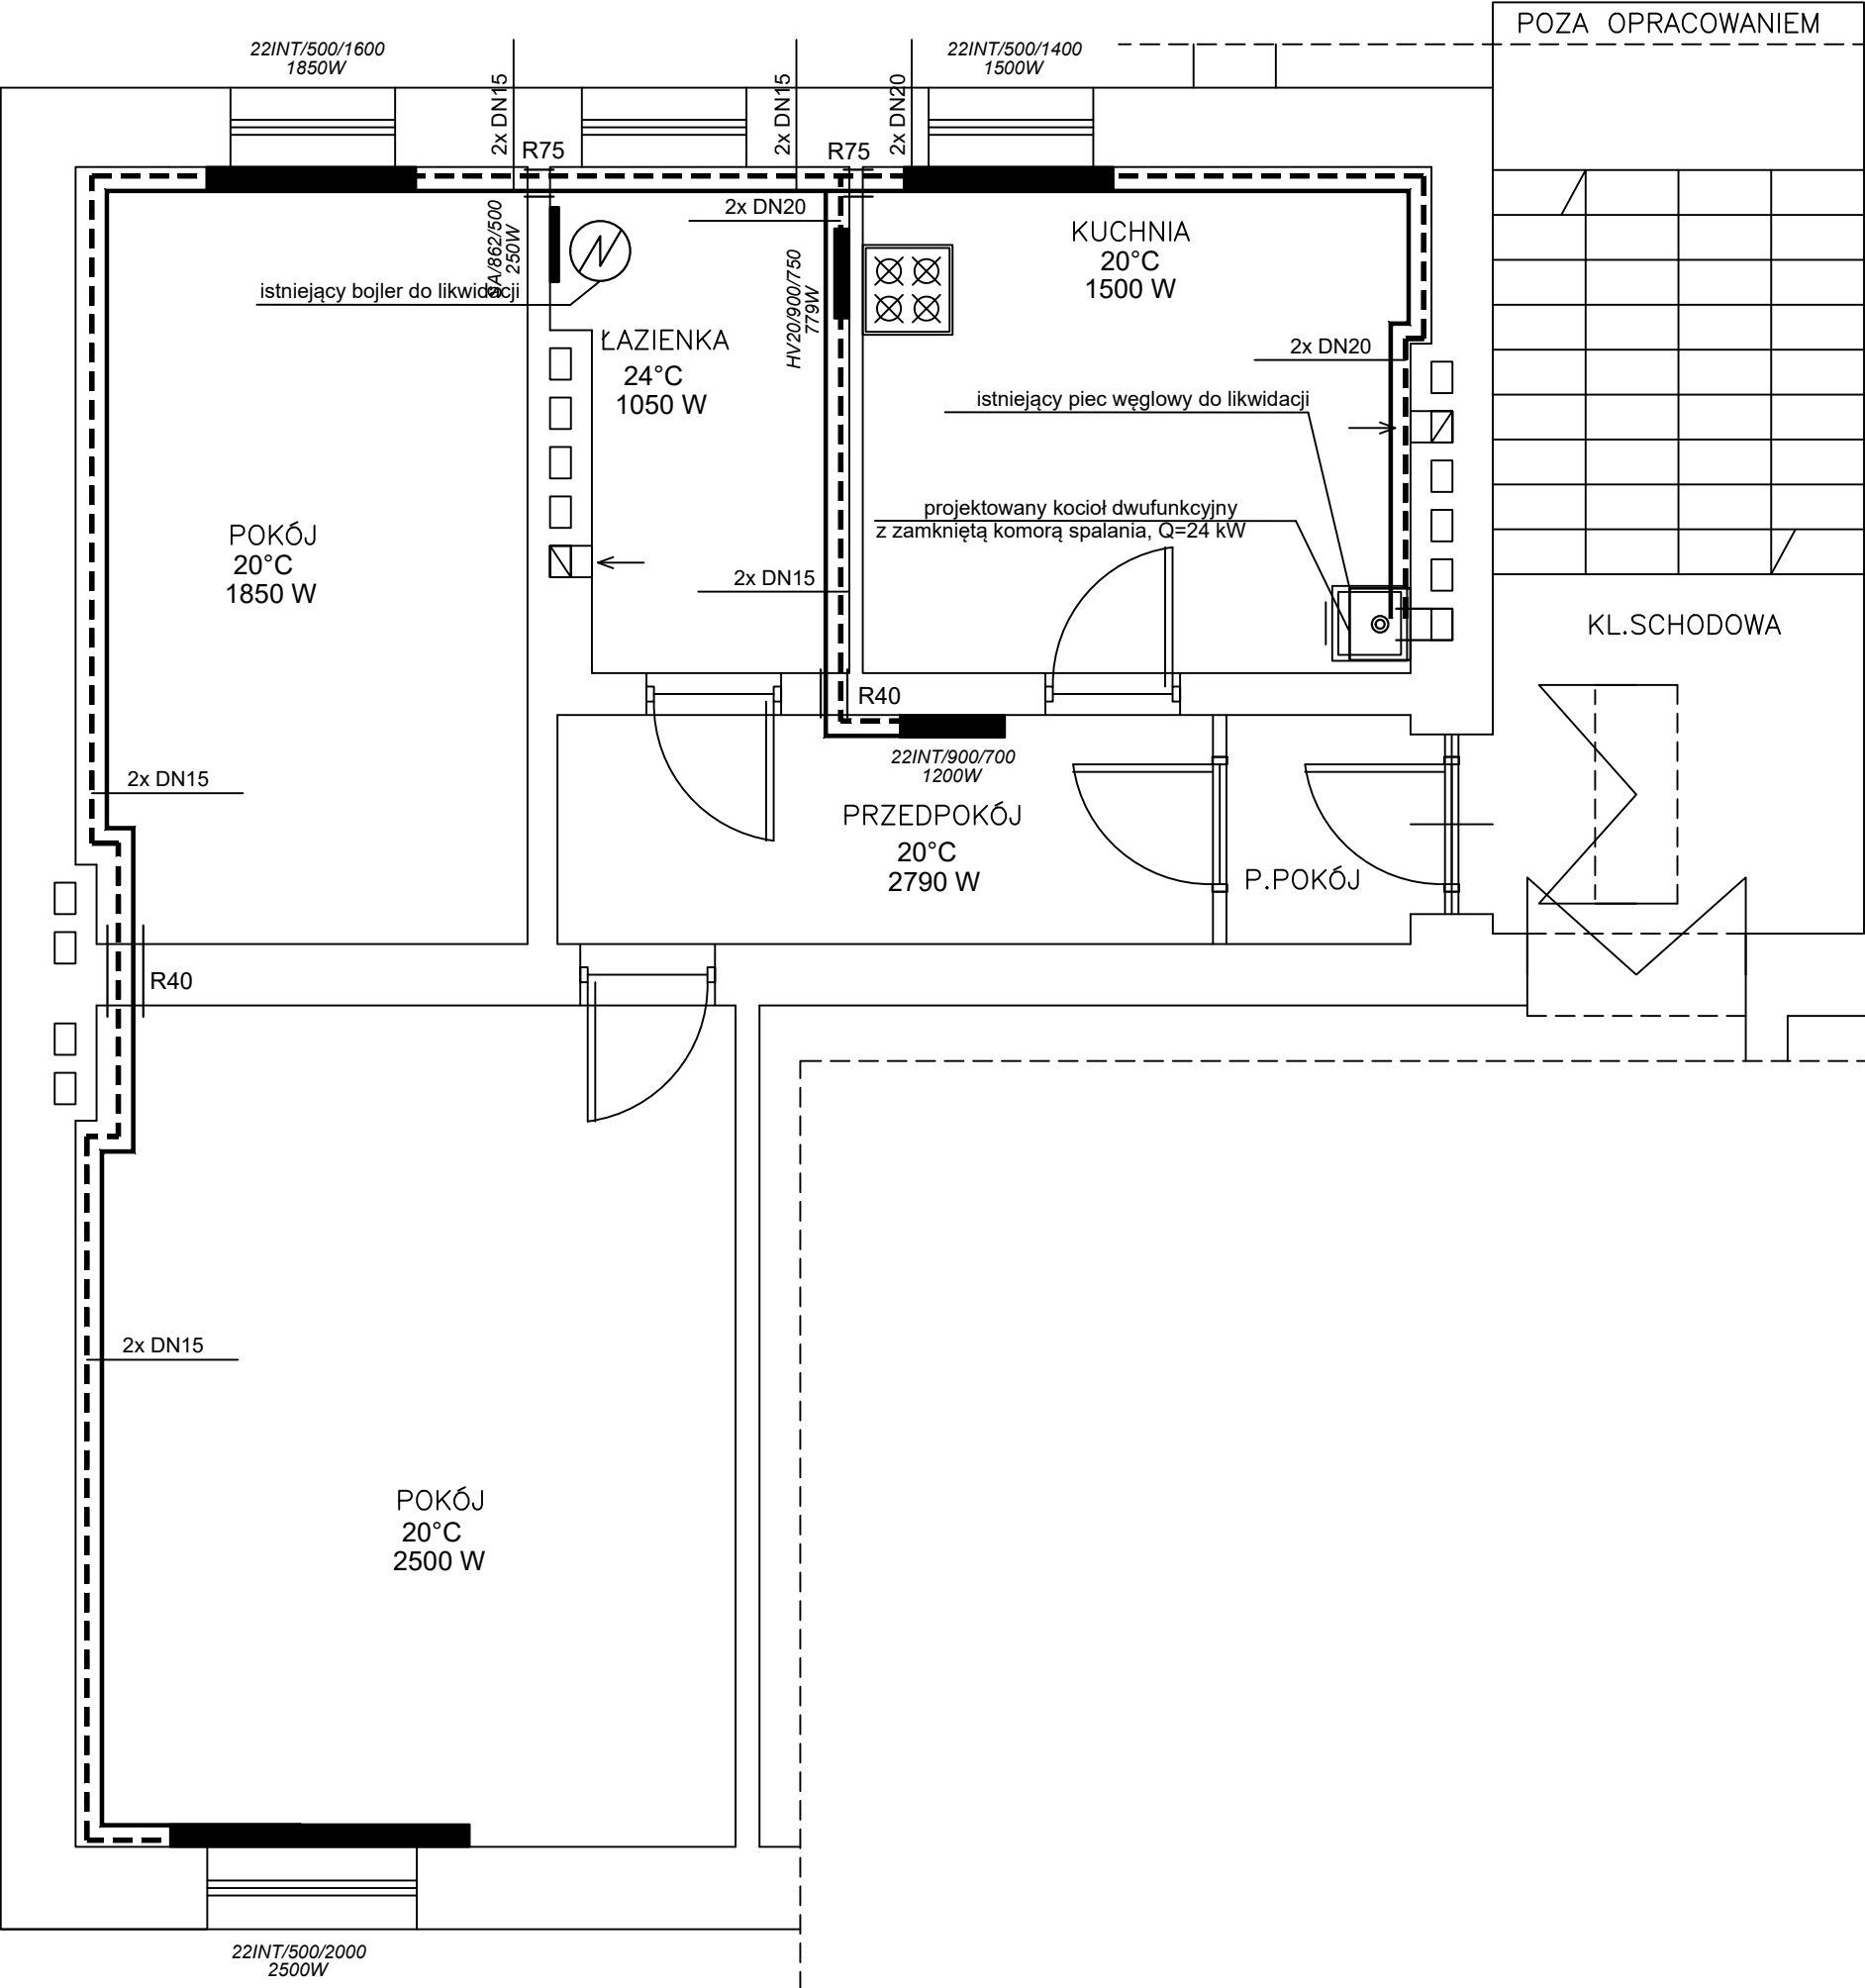 POZA OPRACOWANIEM
22INT/500/1600
1850W
2x DN15
2x DN15
2x DN20
22INT/500/1400
1500W
R75
R75
2x DN20
KUCHNIA
20°C
1500 W
/862/500
250W
HV20/900/750
779W
istniejący bojler do likwidacji
ŁAZIENKA
24°C
1050 W
2x DN20
istniejący piec węglowy do likwidacji
projektowany kocioł dwufunkcyjny
z zamkniętą komorą spalania, Q=24 kW
POKÓJ
20°C
1850 W
2x DN15
KL.SCHODOWA
R40
22INT/900/700
1200W
2x DN15
PRZEDPOKÓJ
20°C
2790 W
P.POKÓJ
R40
2x DN15
POKÓJ
20°C
2500 W
22INT/500/2000
2500W